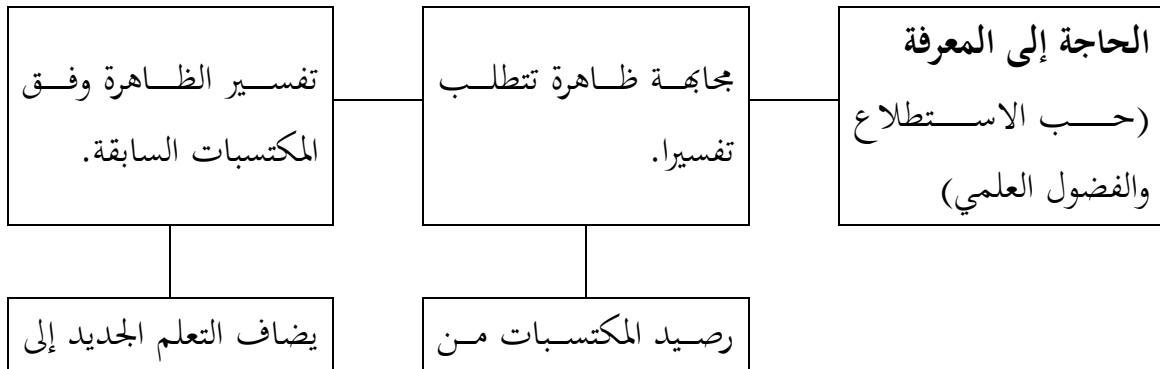 الحاجة إلى المعرفة
(حب الاستطلاع
والفضول العلمي)
مجابهة ظاهرة تتطلب
تفسيرا.
تفسير الظاهرة وفق
المكتسبات السابقة.
رصيد المكتسبات من
يضاف التعلم الجديد إلى